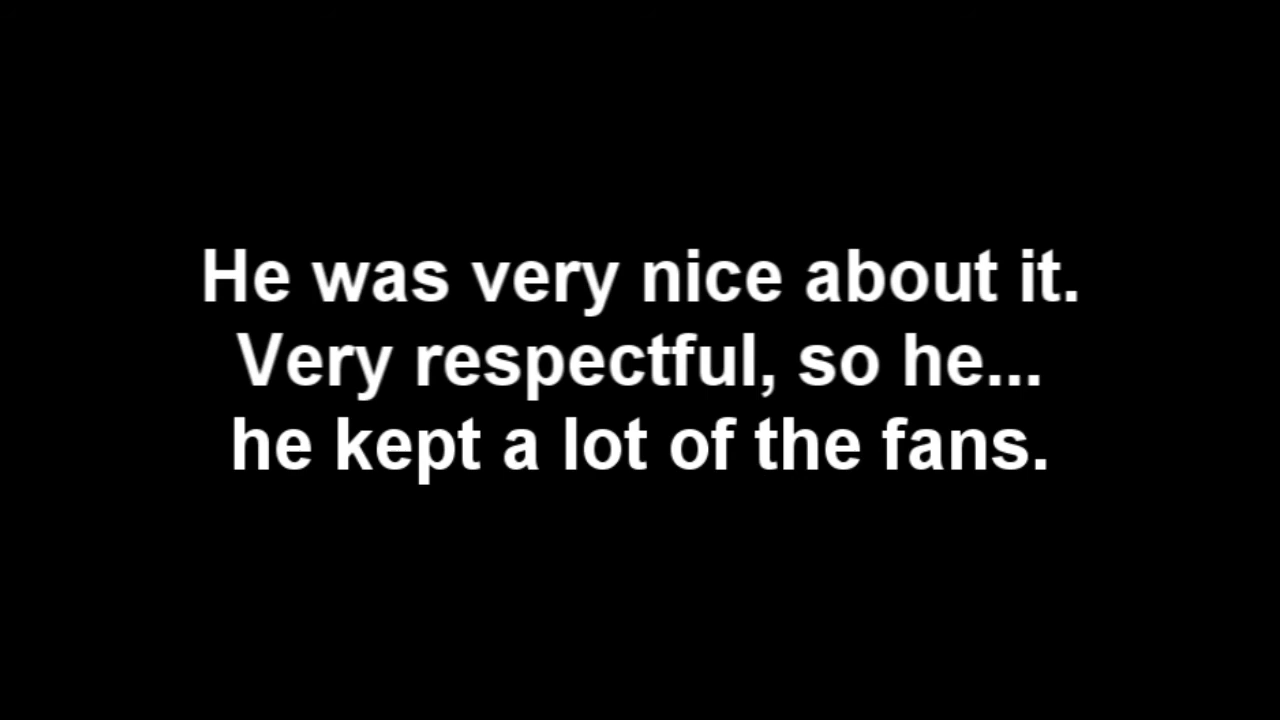 He was very nice about it.
Very respectful, so he...
he kept a lot of the fans.